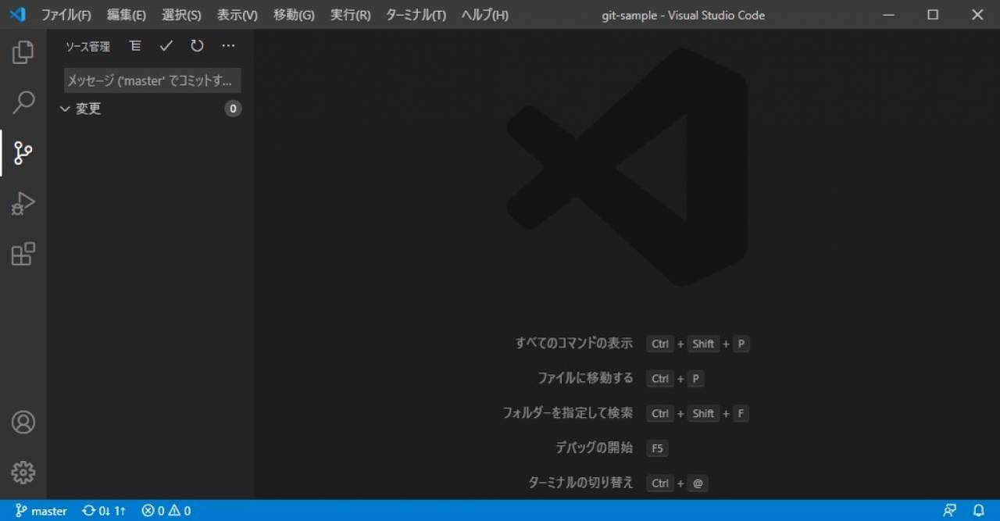 ファイル(F) 編集(E) 選択(S) 表示(V) 移動(G) 実行(R) ターミナル(T) ヘルプ(H) git-sample - Visual Studio Code
ソース管理
メッセージ ('master' でコミットす...
変更 0
すべてのコマンドの表示 Ctrl + Shift + P
ファイルに移動する Ctrl + P
フォルダーを指定して検索 Ctrl + Shift + F
デバッグの開始 F5
ターミナルの切り替え Ctrl + @
master 0↓ 1↑ 0 0